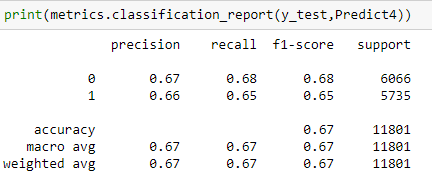 print(metrics.classification_report(y_test,Predict4))
precision recall f1-score support
0 0.67 0.68 0.68 6066
1 0.66 0.65 0.65 5735
accuracy 0.67 11801
macro avg 0.67 0.67 0.67 11801
weighted avg 0.67 0.67 0.67 11801